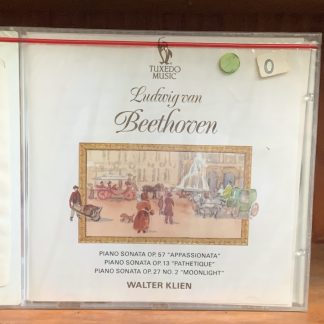 TUXEDO
MUSIC
O
Ludwig van
Beethoven
PIANO SONATA OP. 57 "APPASSIONATA"
PIANO SONATA OP. 13 "PATHETIQUE"
PIANO SONATA OP. 27 NO. 2 "MOONLIGHT"
WALTER KLIEN